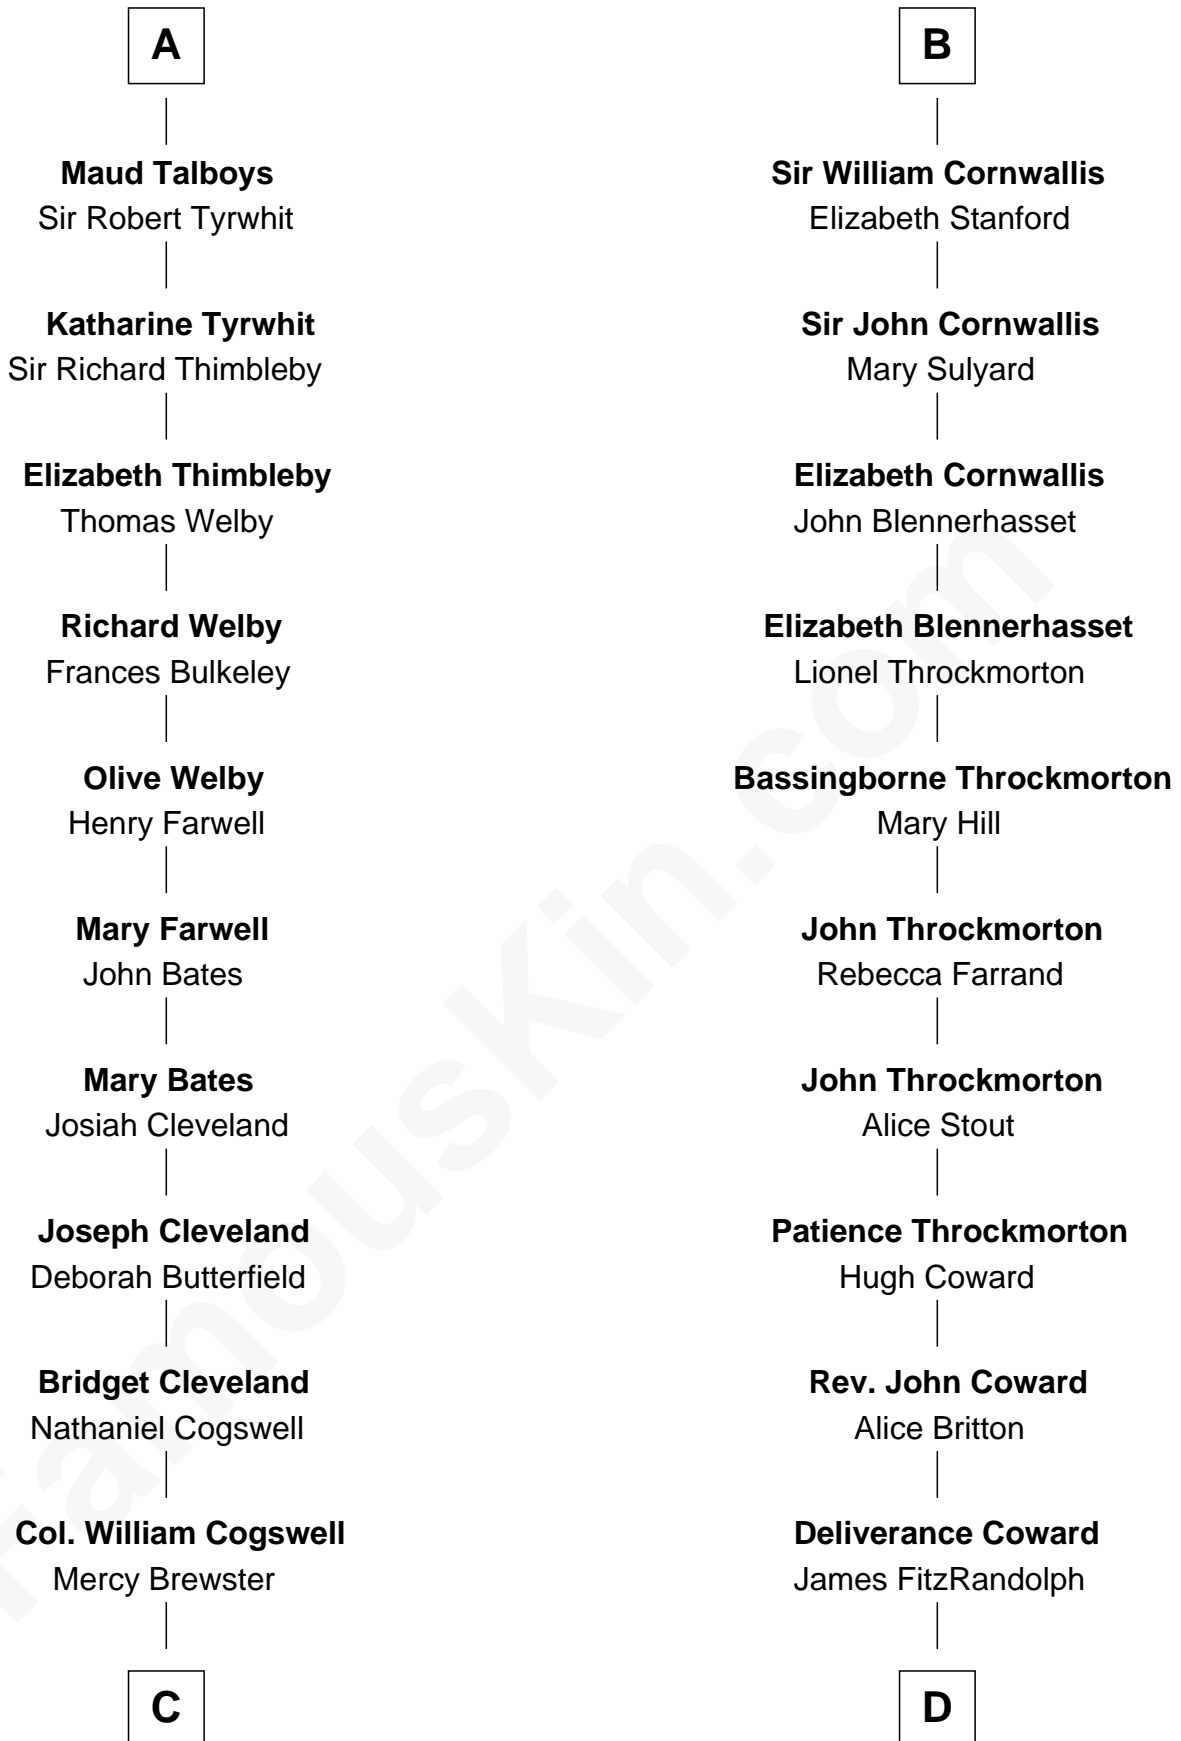 A
Maud Talboys
Sir Robert Tyrwhit
Katharine Tyrwhit
Sir Richard Thimbleby
Elizabeth Thimbleby
Thomas Welby
Richard Welby
Frances Bulkeley
Olive Welby
Henry Farwell
Mary Farwell
John Bates
Mary Bates
Josiah Cleveland
Joseph Cleveland
Deborah Butterfield
Bridget Cleveland
Nathaniel Cogswell
Col. William Cogswell
Mercy Brewster
C
B
Sir William Cornwallis
Elizabeth Stanford
Sir John Cornwallis
Mary Sulyard
Elizabeth Cornwallis
John Blennerhasset
Elizabeth Blennerhasset
Lionel Throckmorton
Bassingborne Throckmorton
Mary Hill
John Throckmorton
Rebecca Farrand
John Throckmorton
Alice Stout
Patience Throckmorton
Hugh Coward
Rev. John Coward
Alice Britton
Deliverance Coward
James FitzRandolph
D
FamousKin.com